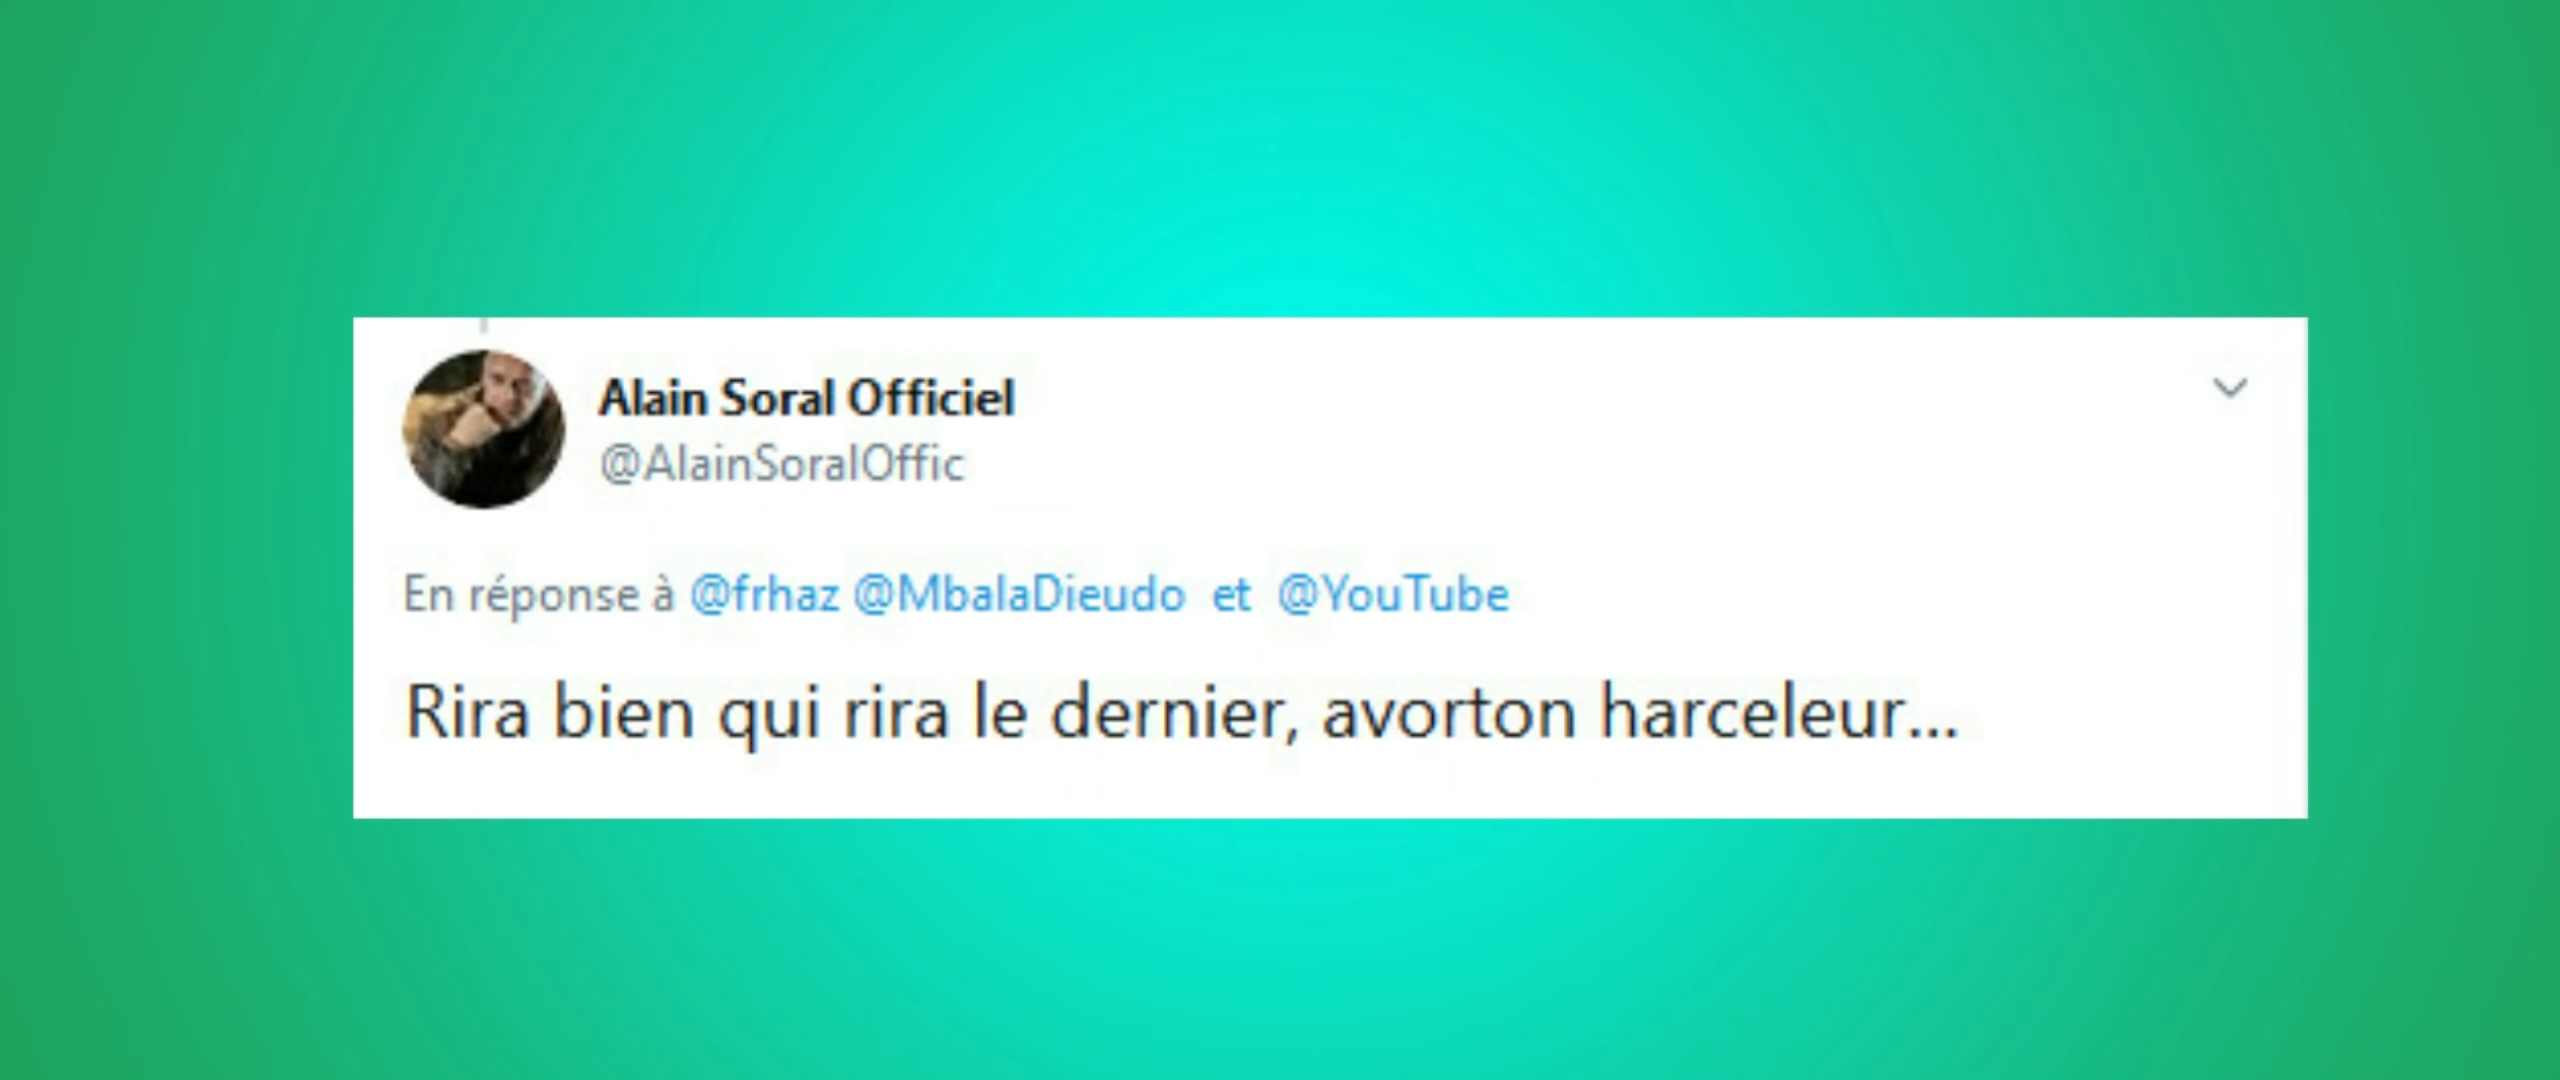 Alain Soral Officiel
@AlainSoralOffic
En réponse à @frhaz @MbalaDieudo et @YouTube
Rira bien qui rira le dernier, avorton harceleur...